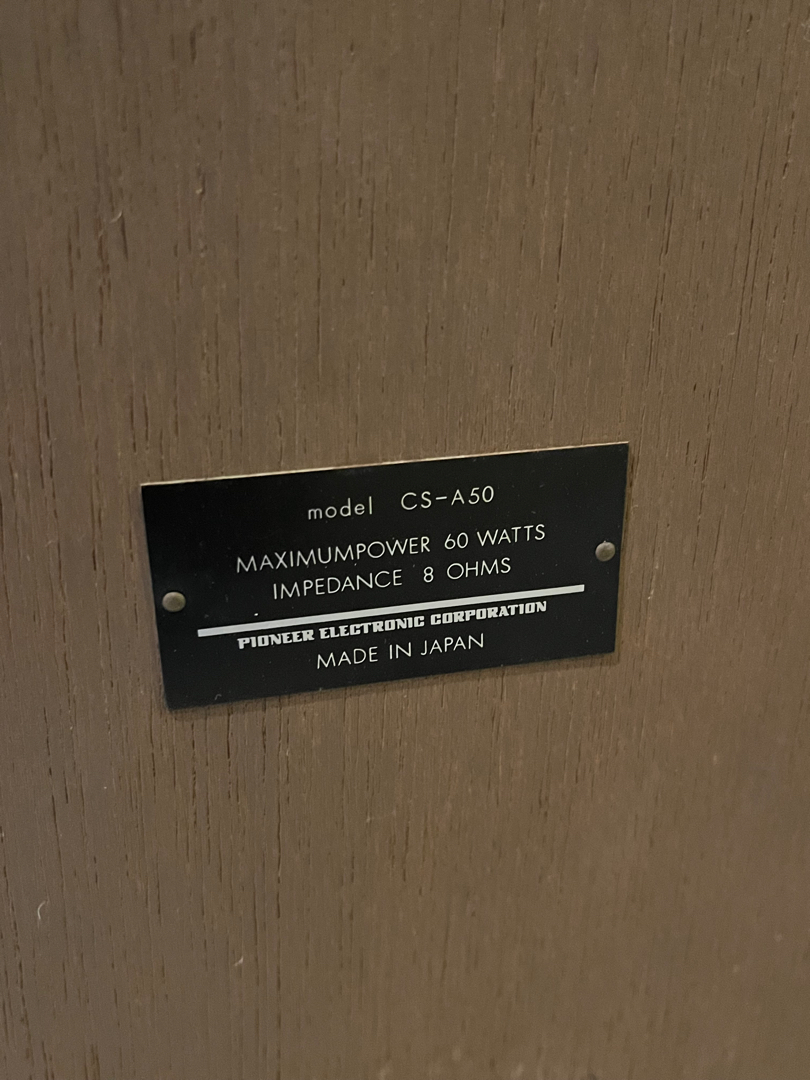 model CS-A50
MAXIMUMPOWER 60 WATTS
IMPEDANCE 8 OHMS
PIONEER ELECTRONIC CORPORATION
MADE IN JAPAN